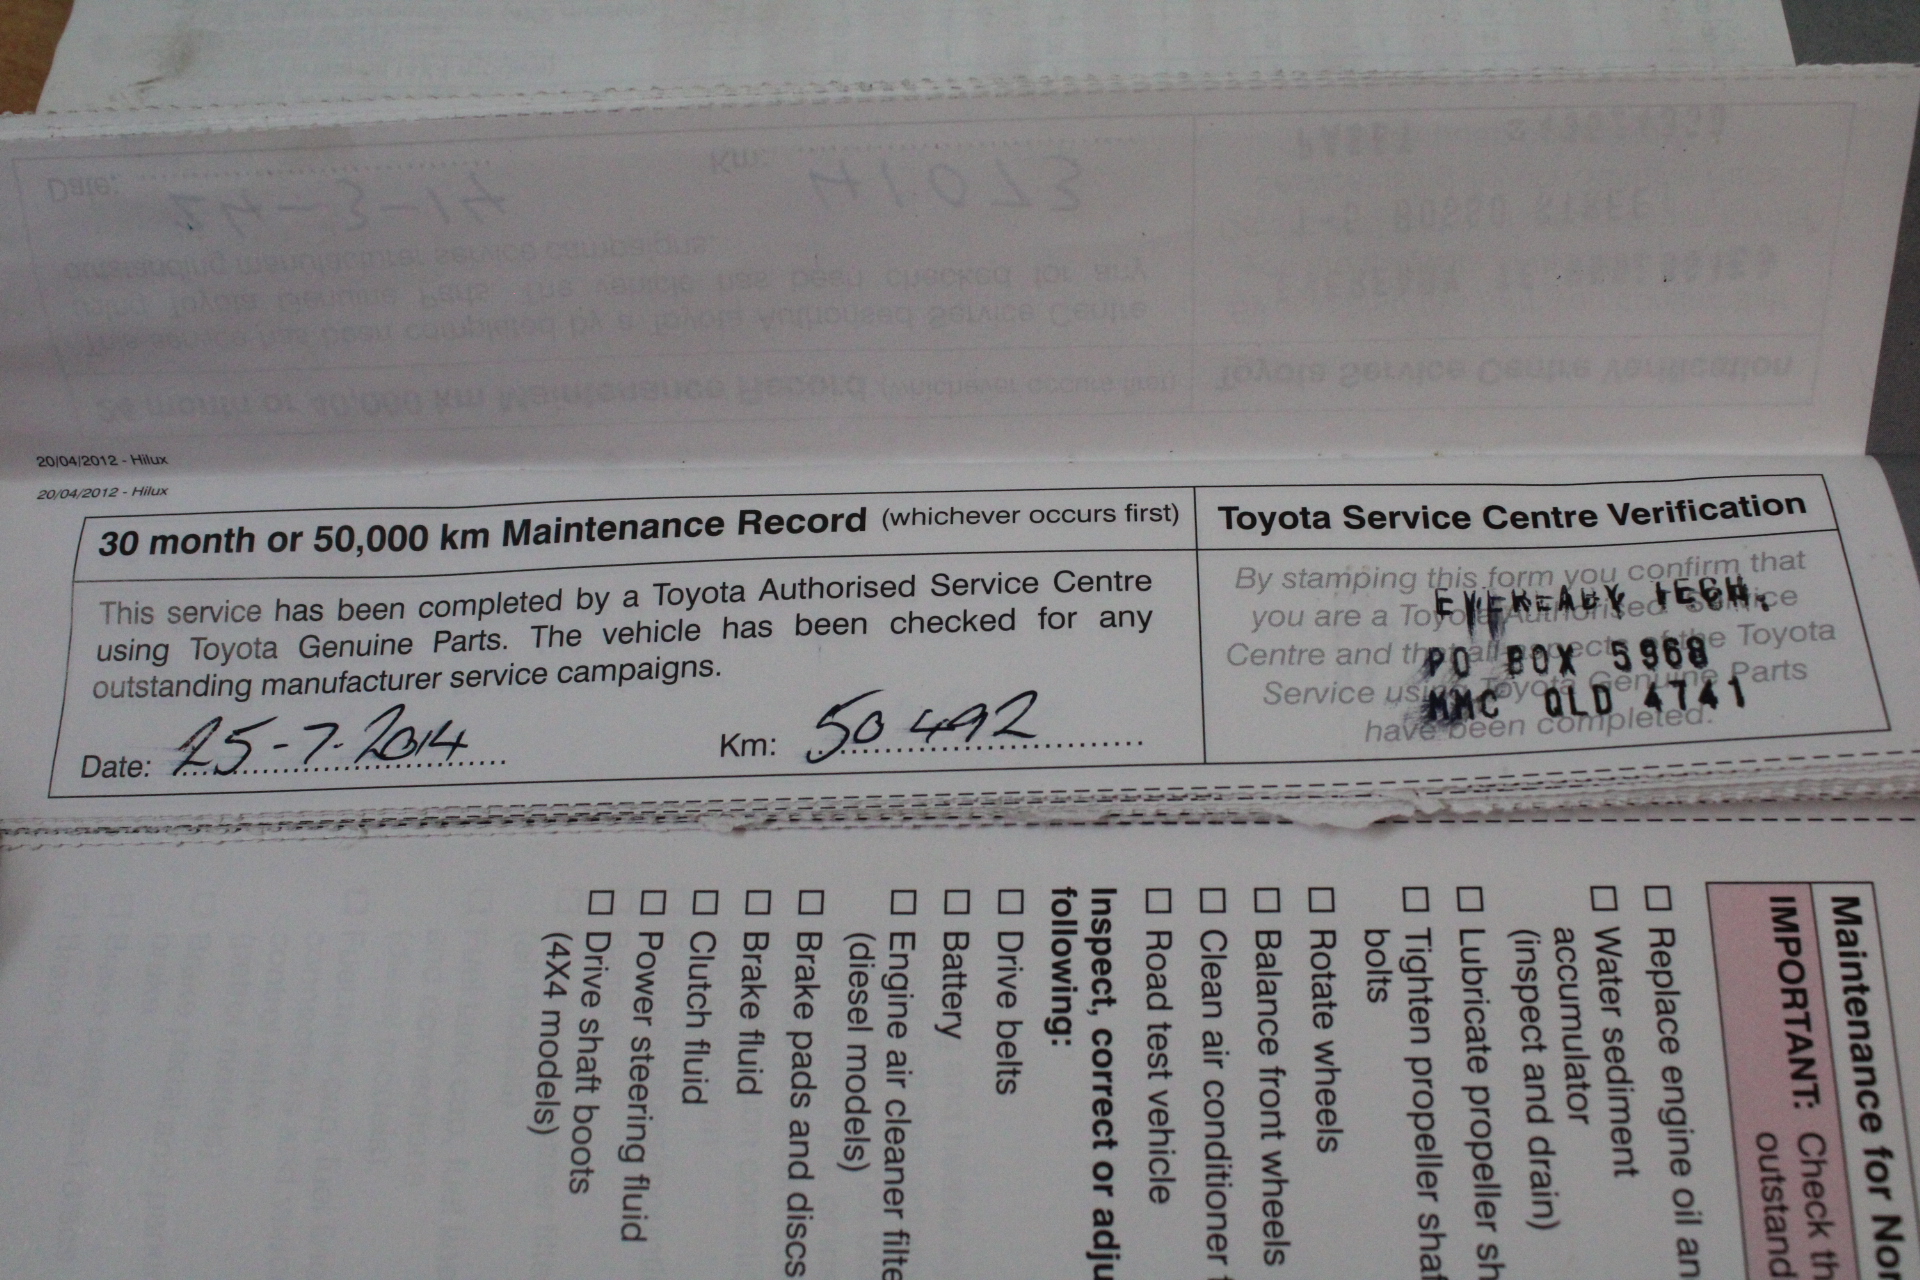 20/04/2012 - Hilux
20/04/2012 - Hilux
30 month or 50,000 km Maintenance Record (whichever occurs first)
This service has been completed by a Toyota Authorised Service Centre
using Toyota Genuine Parts. The vehicle has been checked for any
outstanding manufacturer service campaigns.
Date: 25-7-2014
Km: 50 492
Toyota Service Centre Verification
By stamping this form you confirm that
you are a Toyota Authorised Service
Centre and that all aspects of the Toyota
Service using Toyota Genuine Parts
have been completed.
EVEREADY TECH.
PO BOX 5968
MMC QLD 4741
Maintenance for Nor
IMPORTANT: Check th
outstand
☐ Replace engine oil an
☐ Water sediment
accumulator
(inspect and drain)
☐ Lubricate propeller sh
☐ Tighten propeller shaf
bolts
☐ Rotate wheels
☐ Balance front wheels
☐ Clean air conditioner f
☐ Road test vehicle
Inspect, correct or adju
following:
☐ Drive belts
☐ Battery
☐ Engine air cleaner filte
(diesel models)
☐ Brake pads and discs
☐ Brake fluid
☐ Clutch fluid
☐ Power steering fluid
☐ Drive shaft boots
(4X4 models)